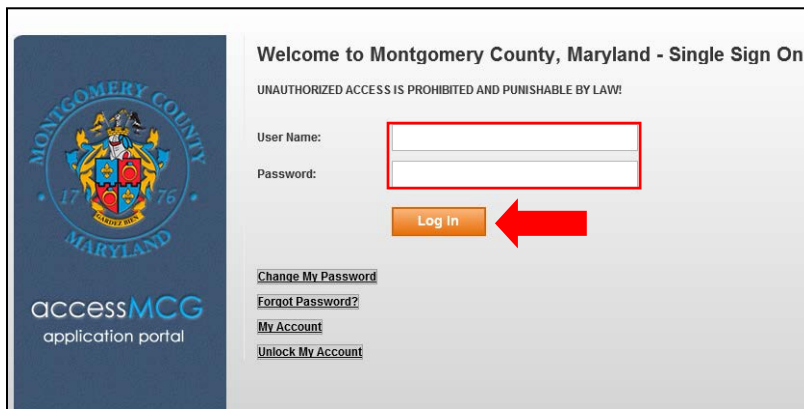 MONTGOMERY COUNTY
17 76
GARDEZ BIEN
MARYLAND
accessMCG
application portal
Welcome to Montgomery County, Maryland - Single Sign On
UNAUTHORIZED ACCESS IS PROHIBITED AND PUNISHABLE BY LAW!
User Name:
Password:
Log In
Change My Password
Forgot Password?
My Account
Unlock My Account